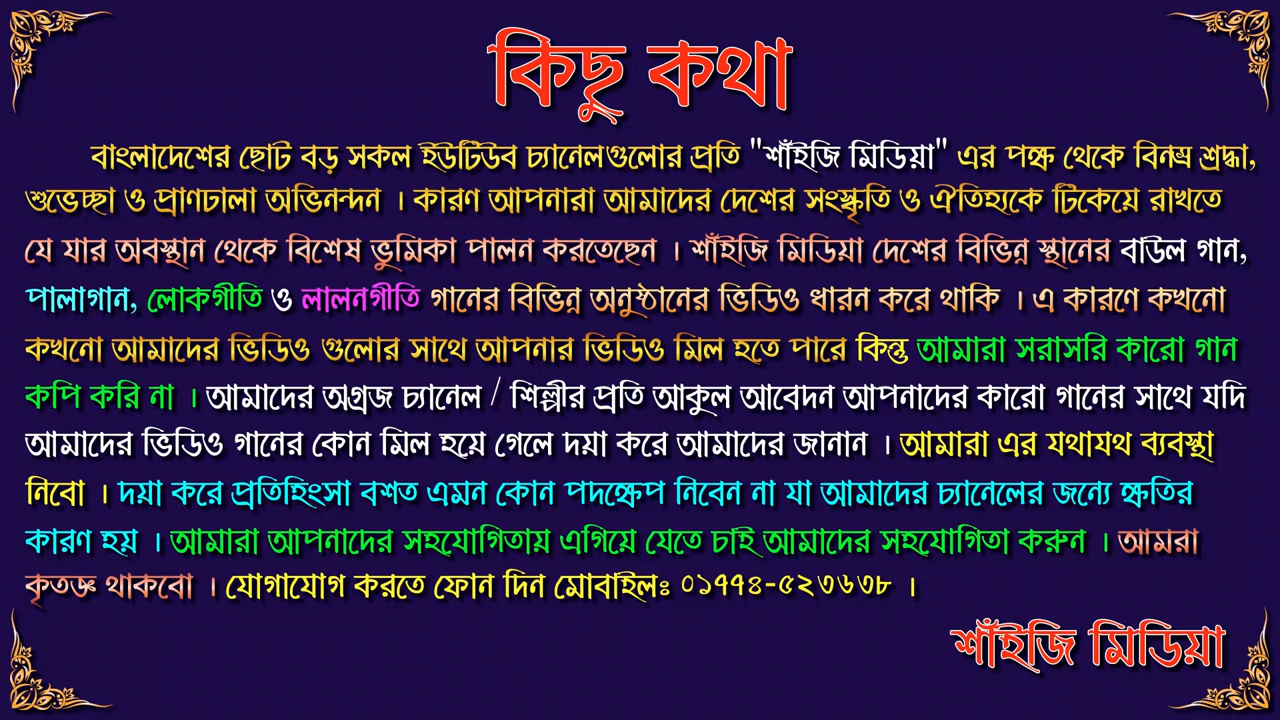 কিছু কথা
বাংলাদেশের ছোট বড় সকল ইউটিউব চ্যানেলগুলোর প্রতি "শাঁইজি মিডিয়া" এর পক্ষ থেকে বিনম্র শ্রদ্ধা,
শুভেচ্ছা ও প্রাণঢালা অভিনন্দন । কারণ আপনারা আমাদের দেশের সংস্কৃতি ও ঐতিহ্যকে টিকেয়ে রাখতে
যে যার অবস্থান থেকে বিশেষ ভুমিকা পালন করতেছেন । শাঁইজি মিডিয়া দেশের বিভিন্ন স্থানের বাউল গান,
পালাগান, লোকগীতি ও লালনগীতি গানের বিভিন্ন অনুষ্ঠানের ভিডিও ধারন করে থাকি । এ কারণে কখনো
কখনো আমাদের ভিডিও গুলোর সাথে আপনার ভিডিও মিল হতে পারে কিন্তু আমারা সরাসরি কারো গান
কপি করি না । আমাদের অগ্রজ চ্যানেল / শিল্পীর প্রতি আকুল আবেদন আপনাদের কারো গানের সাথে যদি
আমাদের ভিডিও গানের কোন মিল হয়ে গেলে দয়া করে আমাদের জানান । আমারা এর যথাযথ ব্যবস্থা
নিবো । দয়া করে প্রতিহিংসা বশত এমন কোন পদক্ষেপ নিবেন না যা আমাদের চ্যানেলের জন্যে ক্ষতির
কারণ হয় । আমারা আপনাদের সহযোগিতায় এগিয়ে যেতে চাই আমাদের সহযোগিতা করুন । আমরা
কৃতজ্ঞ থাকবো । যোগাযোগ করতে ফোন দিন মোবাইলঃ ০১৭৭৪-৫২৩৬৩৮ ।
শাঁইজি মিডিয়া